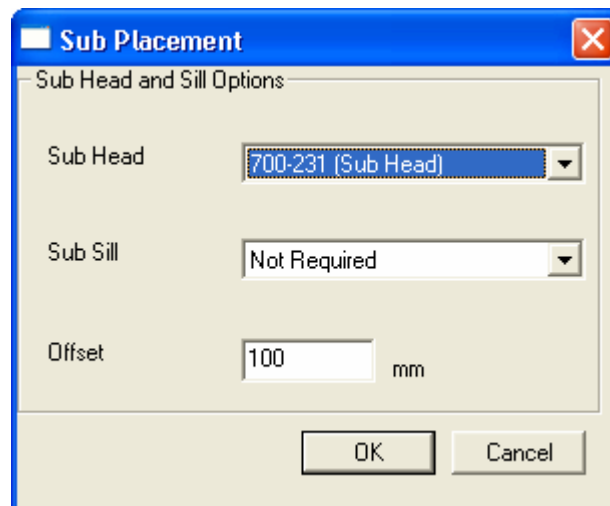 Sub Placement
Sub Head and Sill Options
Sub Head 700-231 (Sub Head)
Sub Sill Not Required
Offset 100 mm
OK Cancel